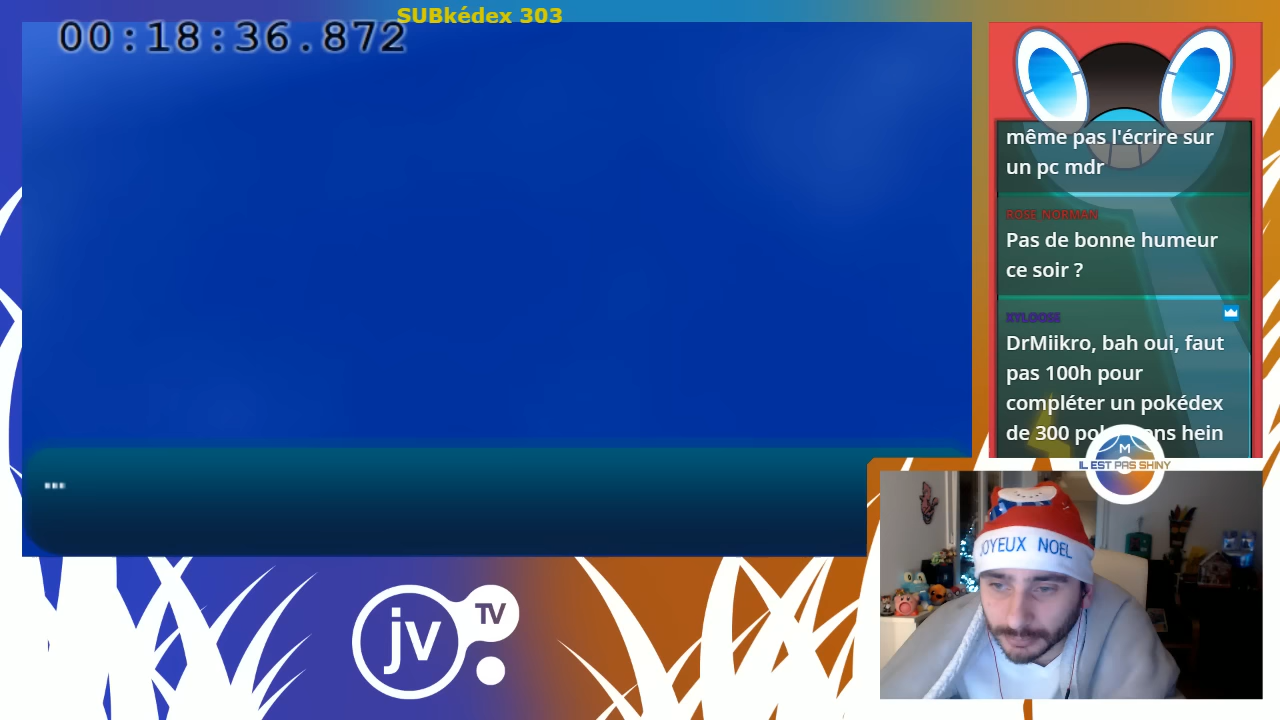 SUBkédex 303
00:18:36.872
...
même pas l'écrire sur
un pc mdr
ROSE NORMAN
Pas de bonne humeur
ce soir ?
XYLOOSE
DrMiikro, bah oui, faut
pas 100h pour
compléter un pokédex
de 300 pokémons hein
M
IL EST PAS SHINY
JOYEUX NOEL
jv
TV